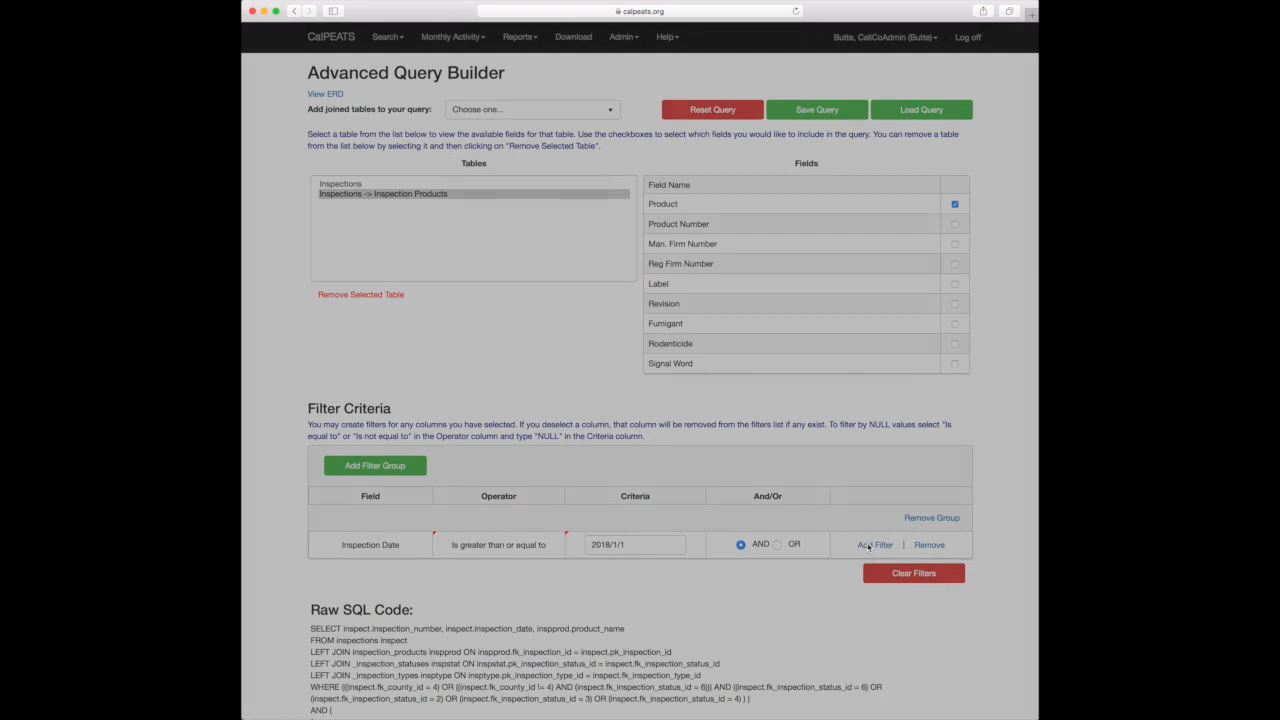 calpeats.org
CalPEATS Search Monthly Activity Reports Download Admin Help Butte, CaliCoAdmin (Butte) Log off
Advanced Query Builder
View ERD
Add joined tables to your query: Choose one... Reset Query Save Query Load Query
Select a table from the list below to view the available fields for that table. Use the checkboxes to select which fields you would like to include in the query. You can remove a table
from the list below by selecting it and then clicking on "Remove Selected Table".
Tables Fields
Inspections
Inspections -> Inspection Products
Remove Selected Table
Field Name
Product
Product Number
Man. Firm Number
Reg Firm Number
Label
Revision
Fumigant
Rodenticide
Signal Word
Filter Criteria
You may create filters for any columns you have selected. If you deselect a column, that column will be removed from the filters list if any exist. To filter by NULL values select "Is
equal to" or "Is not equal to" in the Operator column and type "NULL" in the Criteria column.
Add Filter Group
Field Operator Criteria And/Or
Remove Group
Inspection Date Is greater than or equal to 2018/1/1 AND OR Add Filter | Remove
Clear Filters
Raw SQL Code:
SELECT inspect.inspection_number, inspect.inspection_date, inspprod.product_name
FROM inspections inspect
LEFT JOIN inspection_products inspprod ON inspprod.fk_inspection_id = inspect.pk_inspection_id
LEFT JOIN _inspection_statuses inspstat ON inspstat.pk_inspection_status_id = inspect.fk_inspection_status_id
LEFT JOIN _inspection_types insptype ON insptype.pk_inspection_type_id = inspect.fk_inspection_type_id
WHERE (((inspect.fk_county_id = 4) OR ((inspect.fk_county_id != 4) AND (inspect.fk_inspection_status_id = 6))) AND ((inspect.fk_inspection_status_id = 6) OR
(inspect.fk_inspection_status_id = 2) OR (inspect.fk_inspection_status_id = 3) OR (inspect.fk_inspection_status_id = 4) ) )
AND (